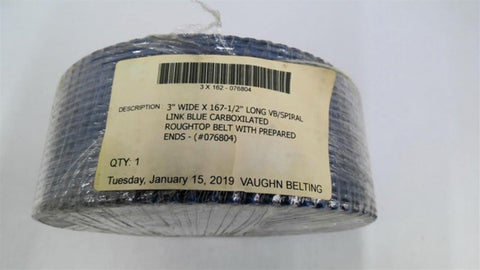 3 X 162 - 076804
DESCRIPTION: 3" WIDE X 167-1/2" LONG VB/SPIRAL
LINK BLUE CARBOXILATED
ROUGHTOP BELT WITH PREPARED
ENDS - (#076804)
QTY: 1
Tuesday, January 15, 2019 VAUGHN BELTING